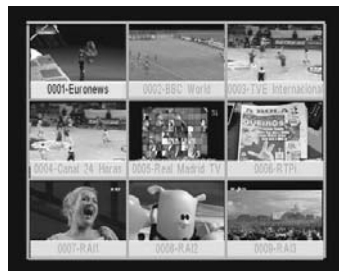 0001-Euronews
0002-BBC World
0003-TVE Internacional
0004-Canal 24 Horas
0005-Real Madrid TV
0006-RTPi
0007-RAI1
0008-RAI2
0009-RAI3